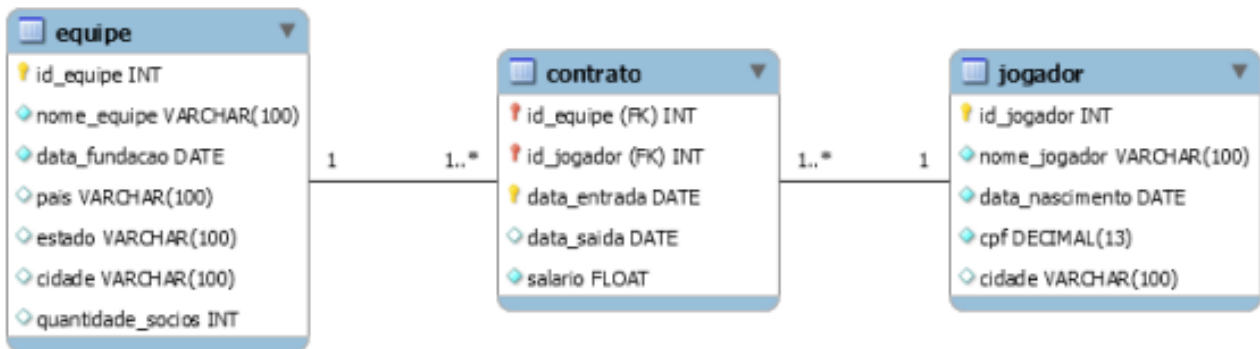 equipe
id_equipe INT
nome_equipe VARCHAR(100)
data_fundacao DATE
pais VARCHAR(100)
estado VARCHAR(100)
cidade VARCHAR(100)
quantidade_socios INT
1
1..*
contrato
id_equipe (FK) INT
id_jogador (FK) INT
data_entrada DATE
data_saida DATE
salario FLOAT
1..*
1
jogador
id_jogador INT
nome_jogador VARCHAR(100)
data_nascimento DATE
cpf DECIMAL(13)
cidade VARCHAR(100)